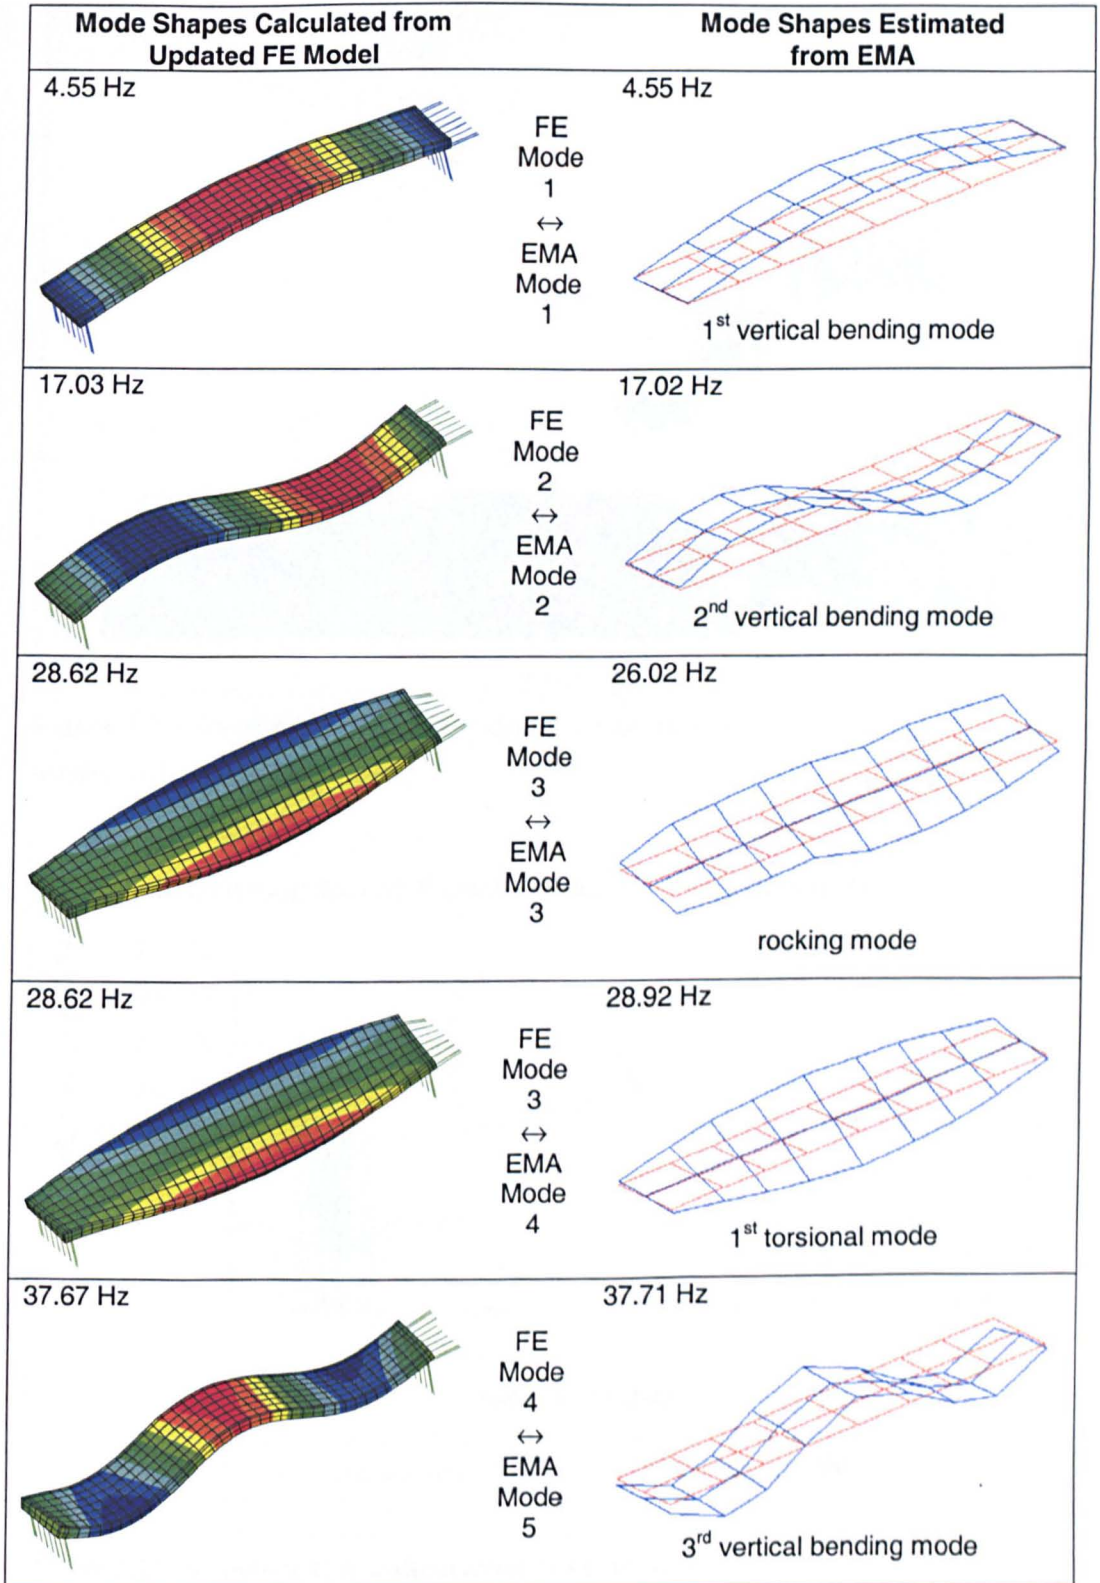 Mode Shapes Calculated from
Updated FE Model
Mode Shapes Estimated
from EMA
4.55 Hz
FE
Mode
1
↔
EMA
Mode
1
4.55 Hz
1st vertical bending mode
17.03 Hz
FE
Mode
2
↔
EMA
Mode
2
17.02 Hz
2nd vertical bending mode
28.62 Hz
FE
Mode
3
↔
EMA
Mode
3
26.02 Hz
rocking mode
28.62 Hz
FE
Mode
3
↔
EMA
Mode
4
28.92 Hz
1st torsional mode
37.67 Hz
FE
Mode
4
↔
EMA
Mode
5
37.71 Hz
3rd vertical bending mode